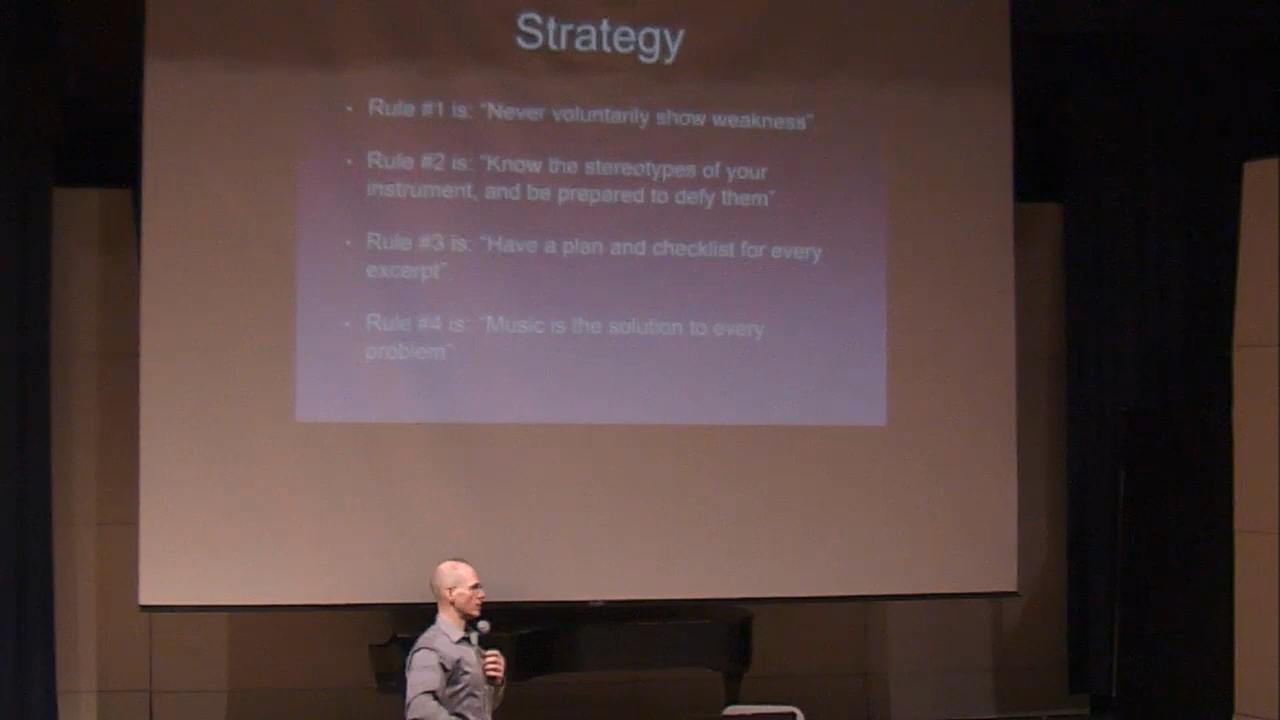 Strategy
· Rule #1 is: "Never voluntarily show weakness"
· Rule #2 is: "Know the stereotypes of your
instrument, and be prepared to defy them"
· Rule #3 is: "Have a plan and checklist for every
excerpt"
· Rule #4 is: "Music is the solution to every
problem"